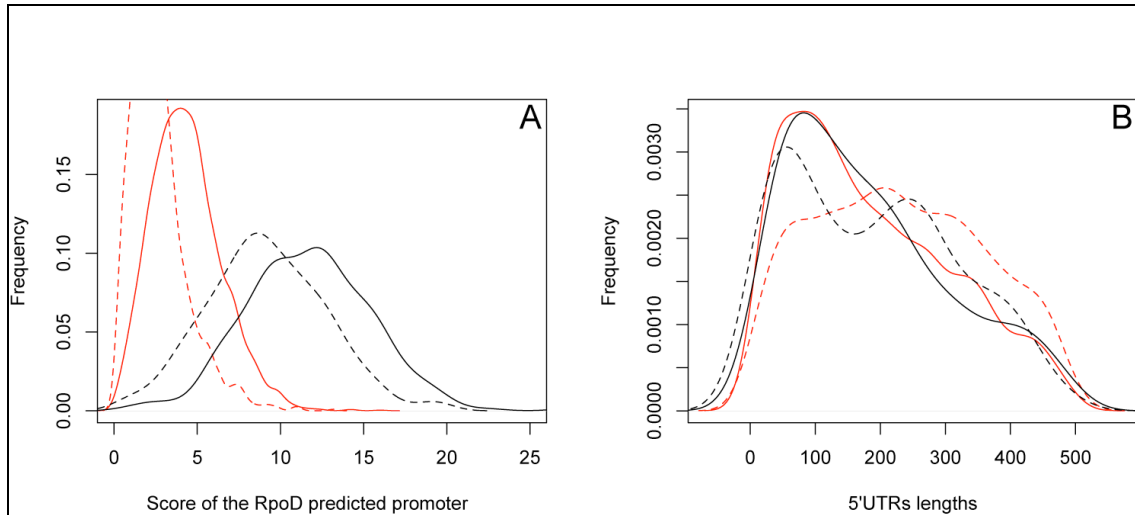 A
0.15
0.10
0.05
0.00
Frequency
0 5 10 15 20 25
Score of the RpoD predicted promoter
B
0.0030
0.0020
0.0010
0.0000
Frequency
0 100 200 300 400 500
5'UTRs lengths